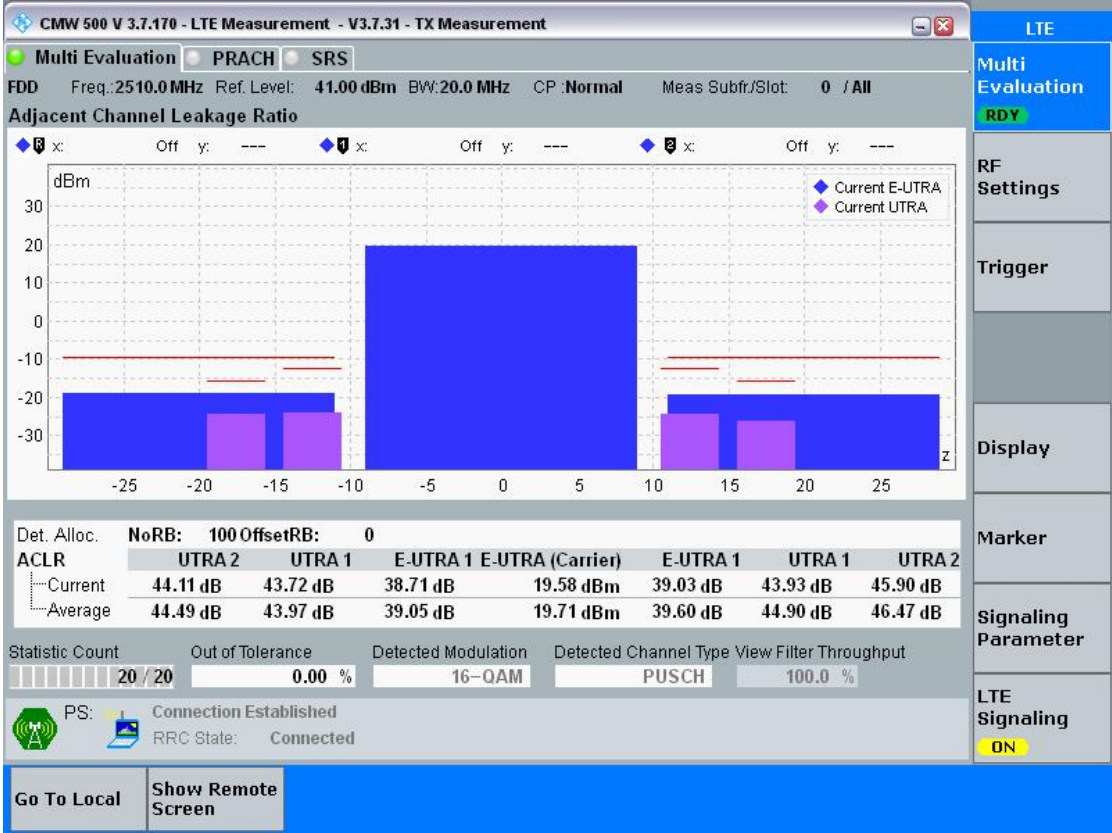 CMW 500 V 3.7.170 - LTE Measurement - V3.7.31 - TX Measurement
LTE
Multi Evaluation PRACH SRS
Multi
Evaluation
RDY
FDD Freq.:2510.0 MHz Ref. Level: 41.00 dBm BW:20.0 MHz CP :Normal Meas Subfr./Slot: 0 / All
Adjacent Channel Leakage Ratio
R x: Off y: --- 1 x: Off y: --- 2 x: Off y: ---
dBm
Current E-UTRA
Current UTRA
30
20
10
0
-10
-20
-30
z
-25 -20 -15 -10 -5 0 5 10 15 20 25
RF
Settings
Trigger
Display
Marker
Signaling
Parameter
LTE
Signaling
ON
Det. Alloc. NoRB: 100 OffsetRB: 0
ACLR UTRA 2 UTRA 1 E-UTRA 1 E-UTRA (Carrier) E-UTRA 1 UTRA 1 UTRA 2
Current 44.11 dB 43.72 dB 38.71 dB 19.58 dBm 39.03 dB 43.93 dB 45.90 dB
Average 44.49 dB 43.97 dB 39.05 dB 19.71 dBm 39.60 dB 44.90 dB 46.47 dB
Statistic Count Out of Tolerance Detected Modulation Detected Channel Type View Filter Throughput
20 / 20 0.00 % 16-QAM PUSCH 100.0 %
PS: Connection Established
RRC State: Connected
Go To Local
Show Remote
Screen